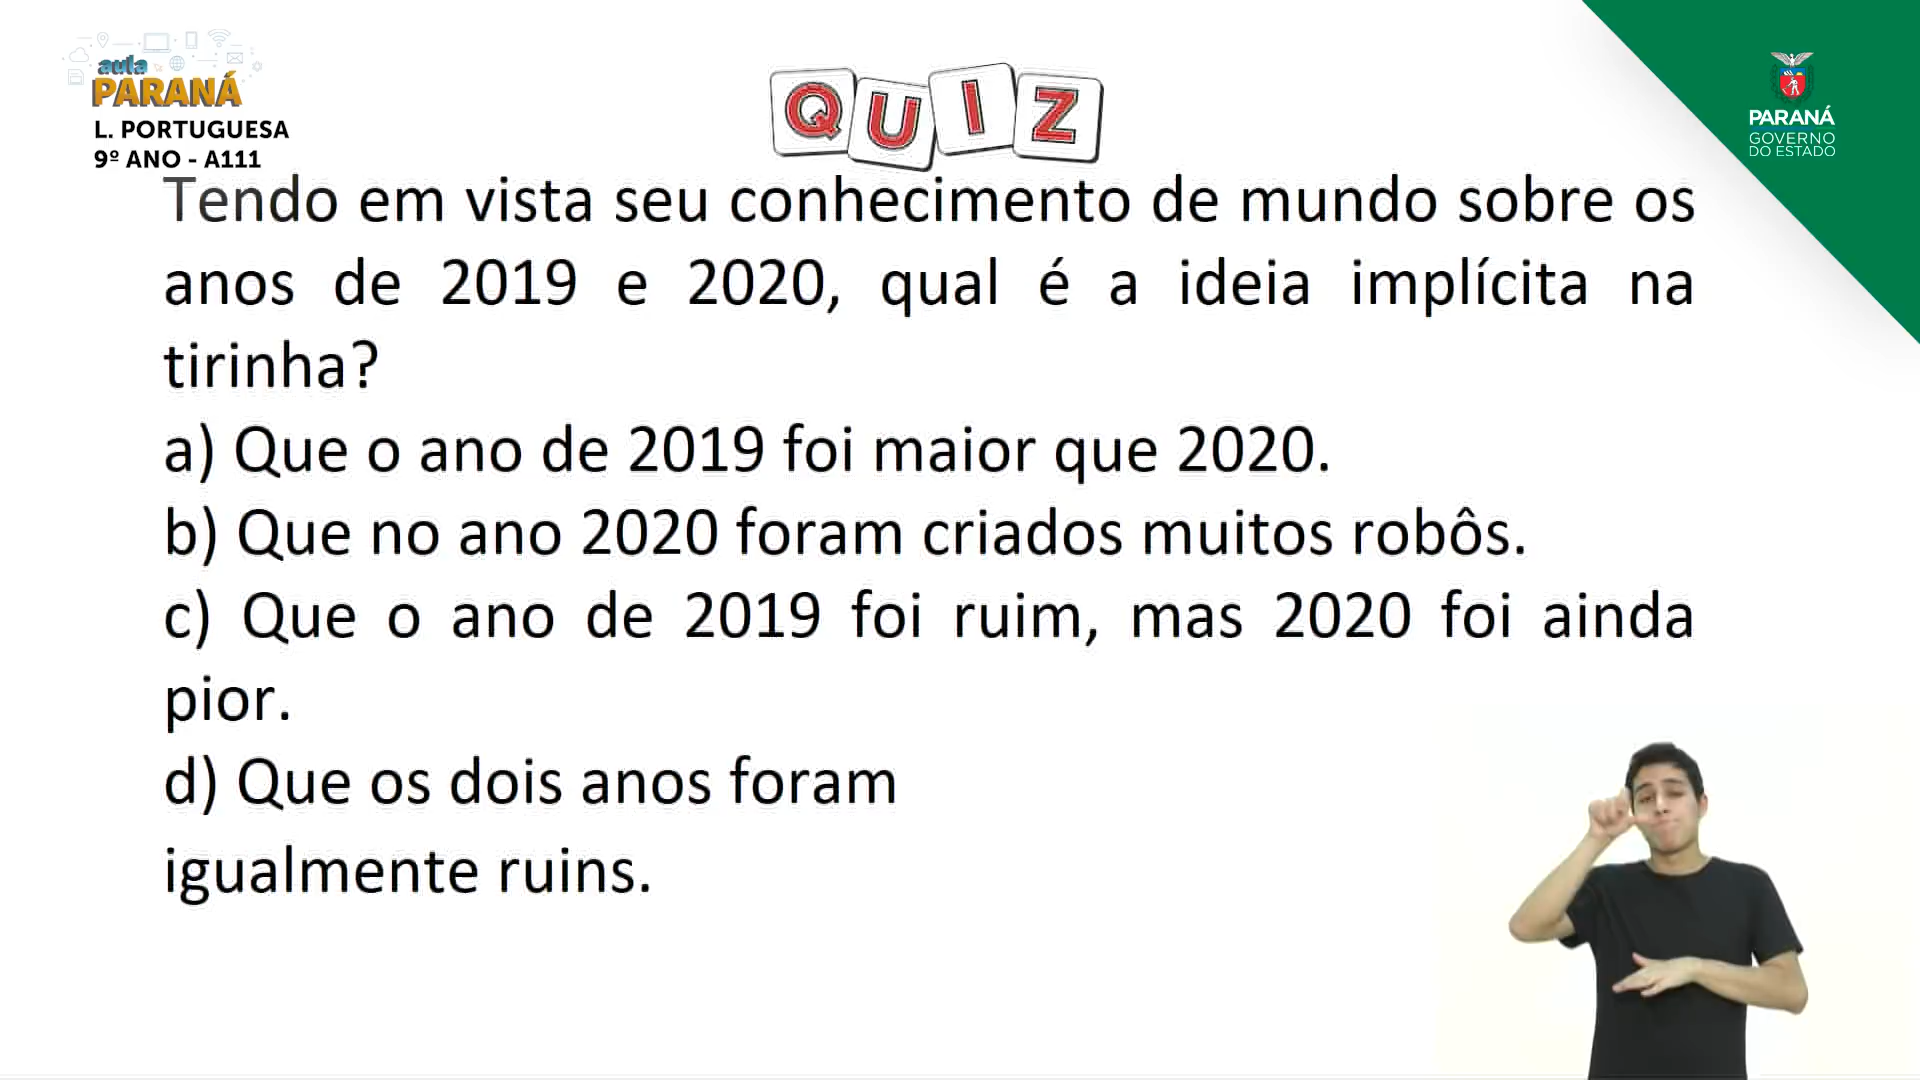 aula
PARANÁ
L. PORTUGUESA
9º ANO - A111
QUIZ
PARANÁ
GOVERNO
DO ESTADO
Tendo em vista seu conhecimento de mundo sobre os
anos de 2019 e 2020, qual é a ideia implícita na
tirinha?
a) Que o ano de 2019 foi maior que 2020.
b) Que no ano 2020 foram criados muitos robôs.
c) Que o ano de 2019 foi ruim, mas 2020 foi ainda
pior.
d) Que os dois anos foram
igualmente ruins.